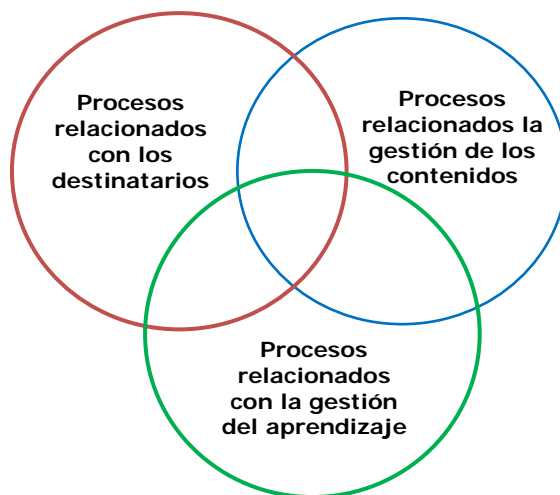 Procesos
relacionados
con los
destinatarios
Procesos
relacionados la
gestión de los
contenidos
Procesos
relacionados
con la gestión
del aprendizaje